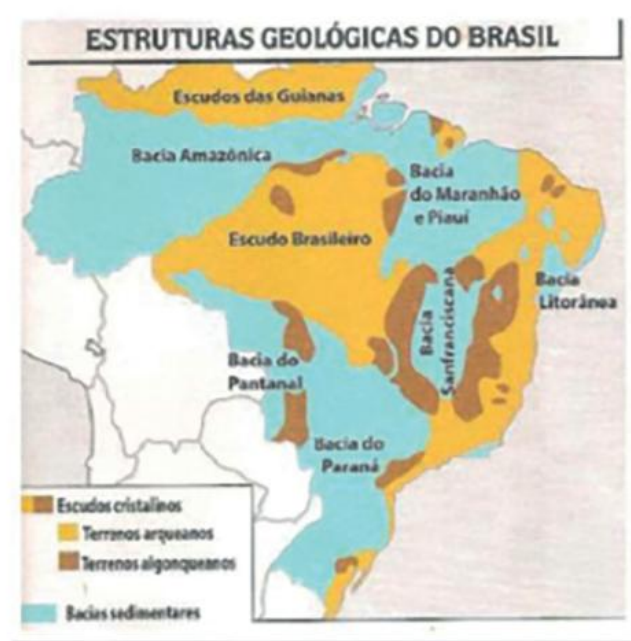 ESTRUTURAS GEOLÓGICAS DO BRASIL
Escudos das Guianas
Bacia Amazônica
Bacia
do Maranhão
e Piauí
Escudo Brasileiro
Bacia
Litorânea
Bacia
Sanfranciscana
Bacia do
Pantanal
Bacia do
Paraná
Escudos cristalinos
Terrenos arqueanos
Terrenos algonqueanos
Bacias sedimentares